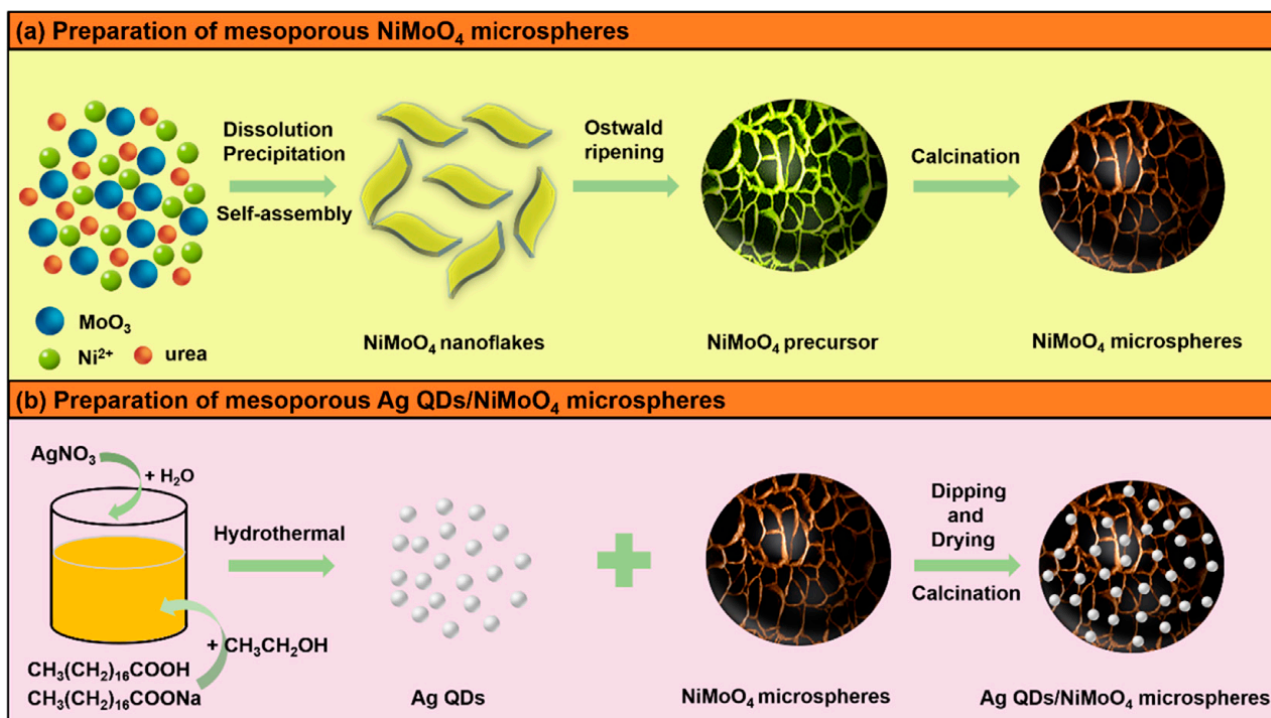 (a) Preparation of mesoporous NiMoO₄ microspheres
Dissolution
Precipitation
Self-assembly
Ostwald
ripening
Calcination
MoO₃
Ni²⁺
urea
NiMoO₄ nanoflakes
NiMoO₄ precursor
NiMoO₄ microspheres
(b) Preparation of mesoporous Ag QDs/NiMoO₄ microspheres
AgNO₃
+ H₂O
Hydrothermal
Dipping
and
Drying
Calcination
+ CH₃CH₂OH
CH₃(CH₂)₁₆COOH
CH₃(CH₂)₁₆COONa
Ag QDs
NiMoO₄ microspheres
Ag QDs/NiMoO₄ microspheres